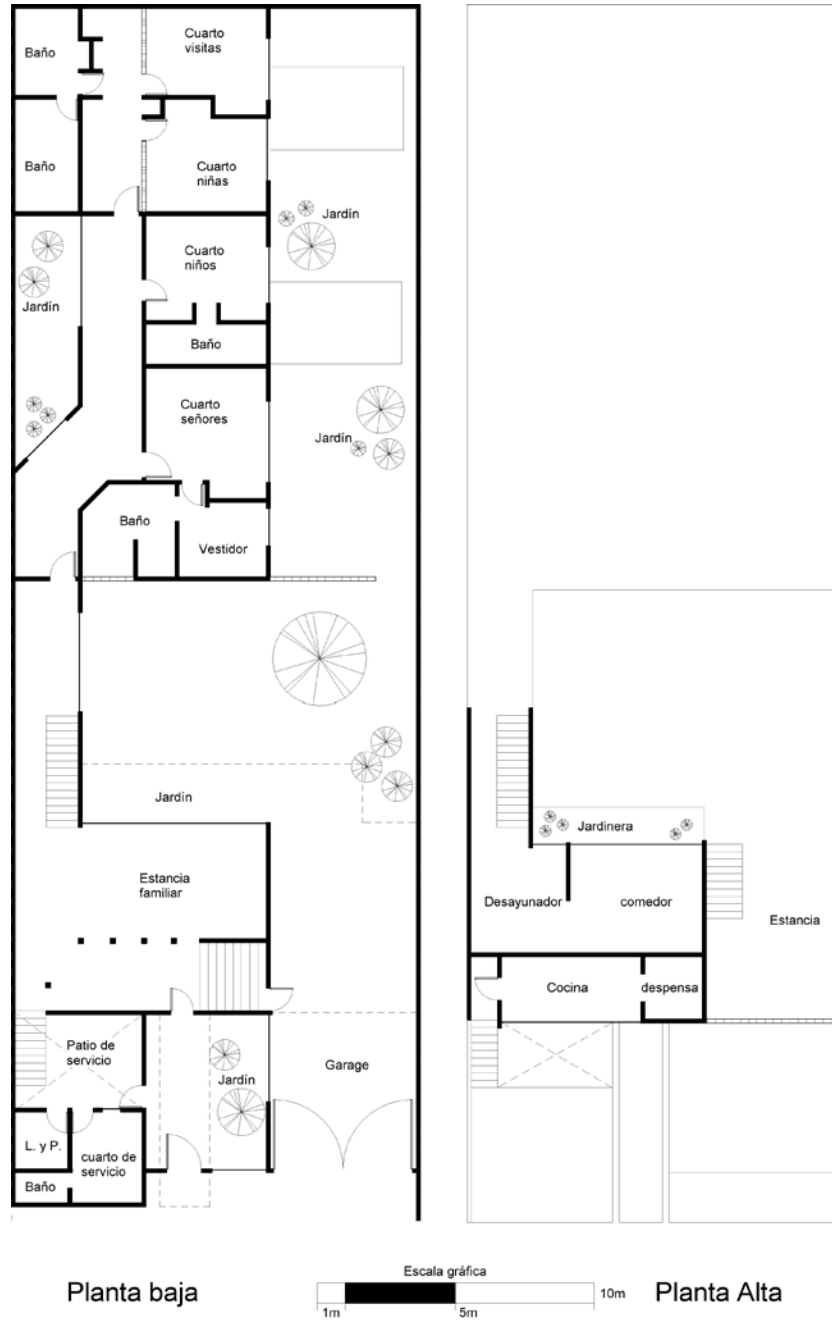 Cuarto
visitas
Baño
Baño
Cuarto
niñas
Jardín
Cuarto
niños
Jardín
Baño
Cuarto
señores
Jardín
Baño
Vestidor
Jardín
Estancia
familiar
Patio de
servicio
Jardín
Garage
L. y P.
cuarto de
servicio
Baño
Jardinera
Desayunador
comedor
Estancia
Cocina
despensa
Planta baja
Escala gráfica
1m
5m
10m
Planta Alta